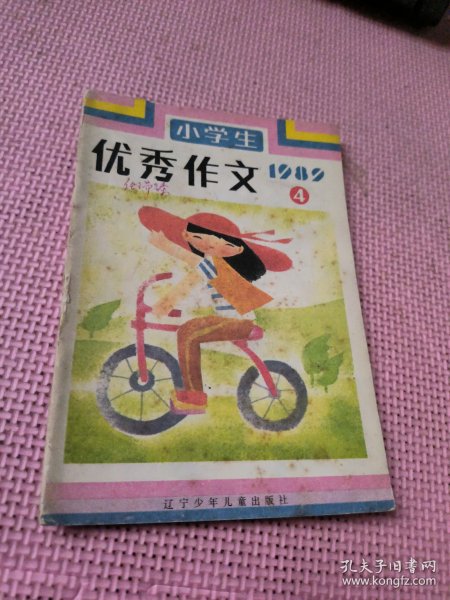 小学生
优秀作文 1989
4
辽宁少年儿童出版社
孔夫子旧书网
www.kongfz.com